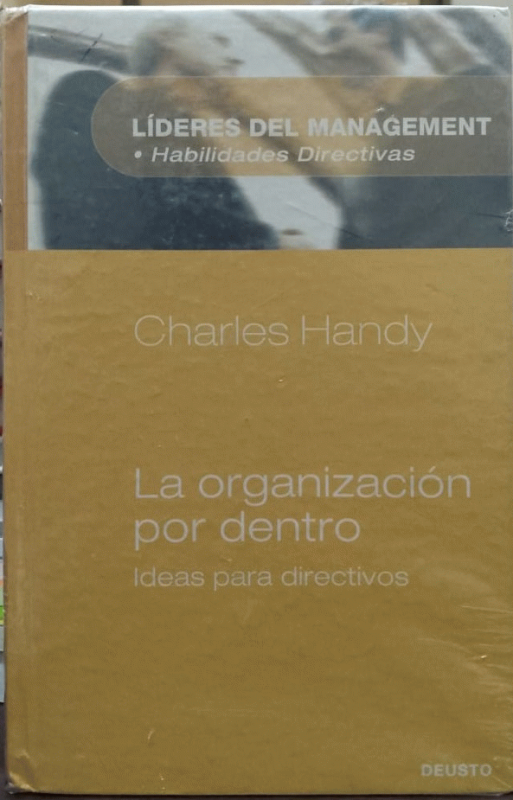 LÍDERES DEL MANAGEMENT
• Habilidades Directivas
Charles Handy
La organización
por dentro
Ideas para directivos
DEUSTO